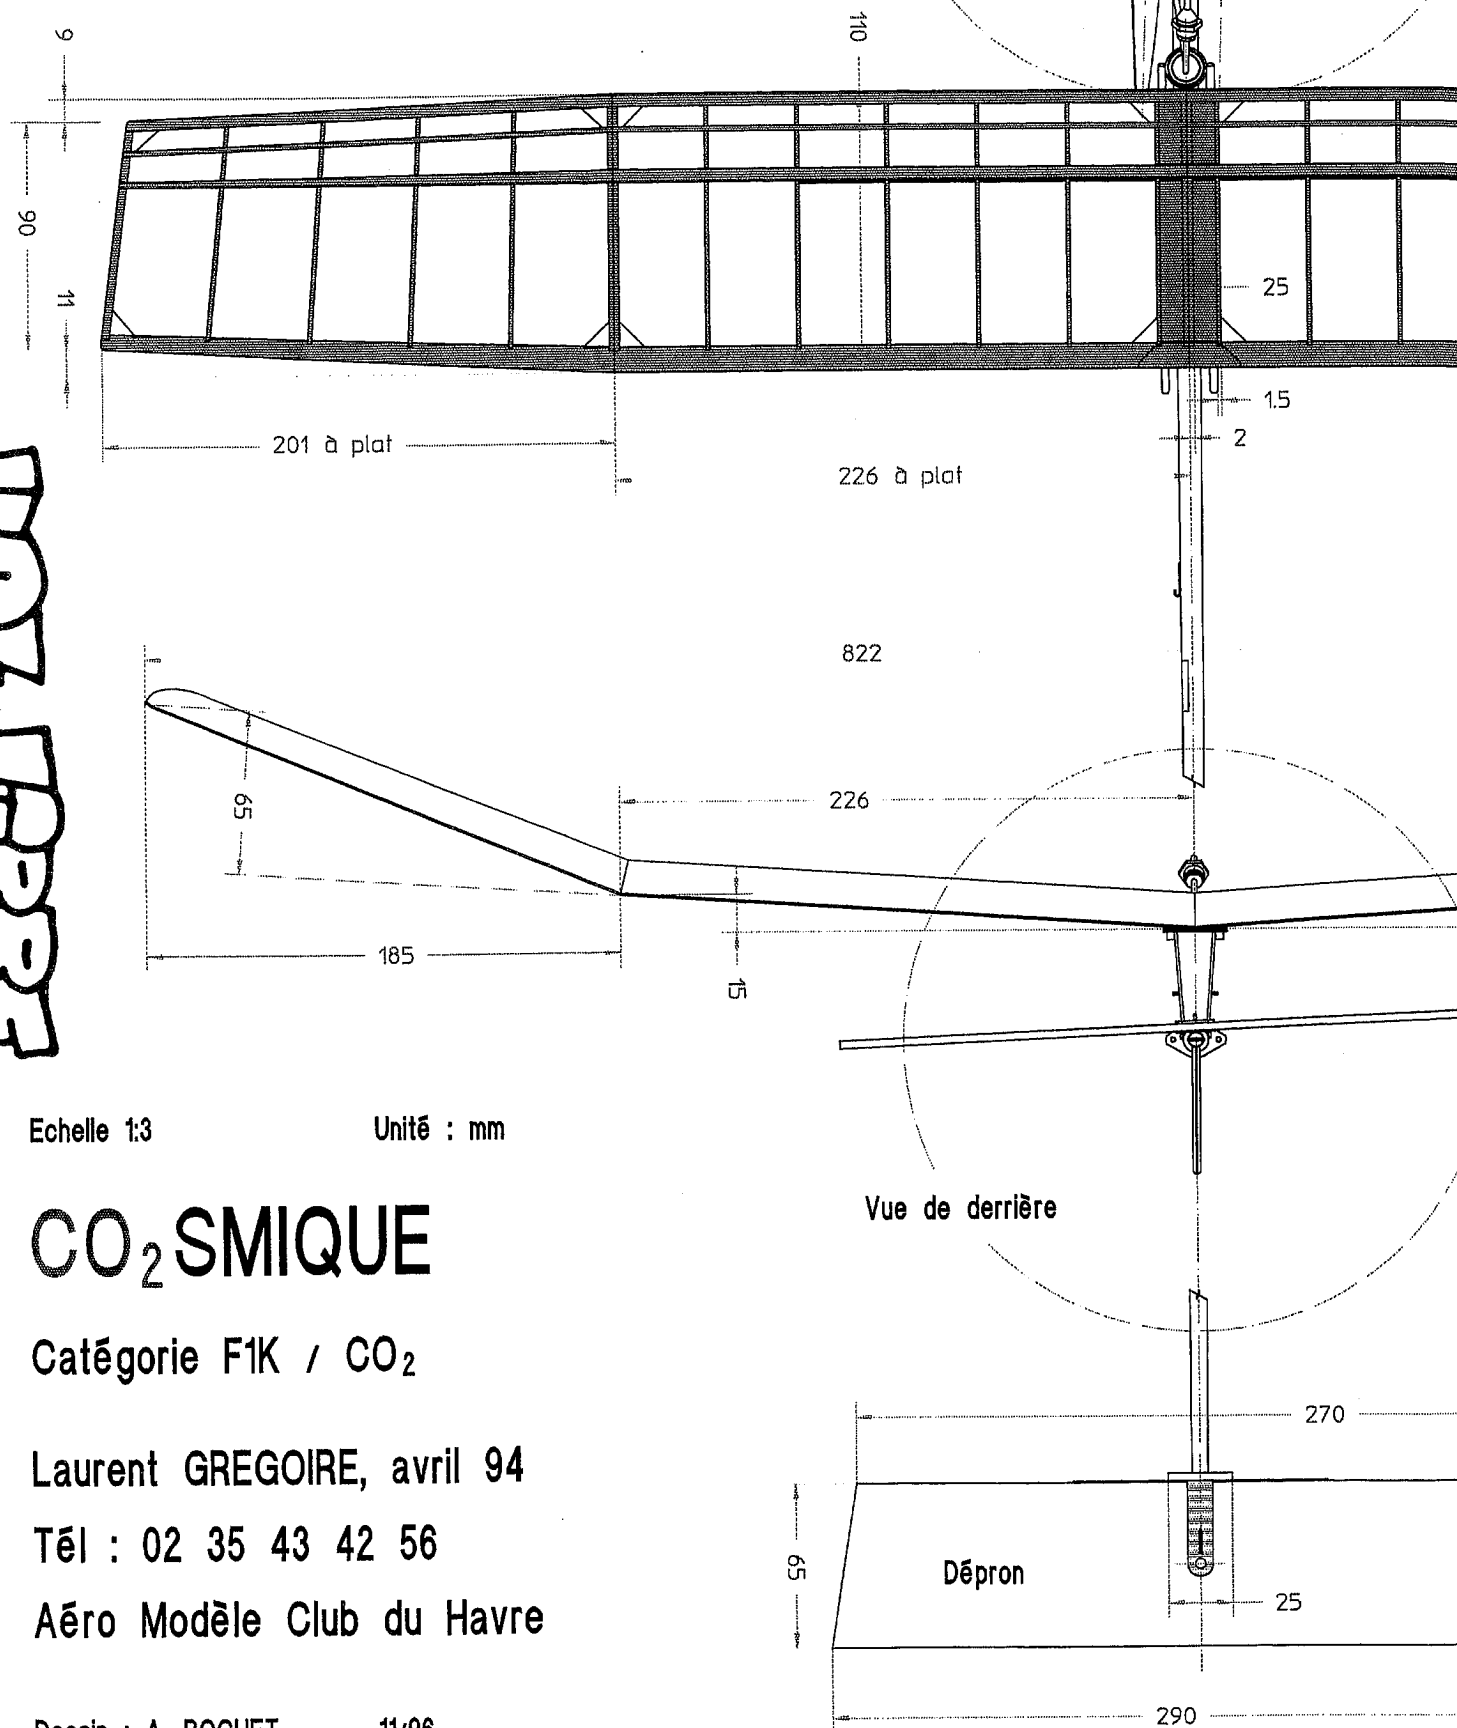 9
110
90
11
25
1.5
2
201 à plat
226 à plat
822
65
226
185
15
VOL LIBRE
Echelle 1:3 Unité : mm
Vue de derrière
CO₂SMIQUE
Catégorie F1K / CO₂
270
Laurent GREGOIRE, avril 94
Tél : 02 35 43 42 56
65
Dépron
25
Aéro Modèle Club du Havre
290